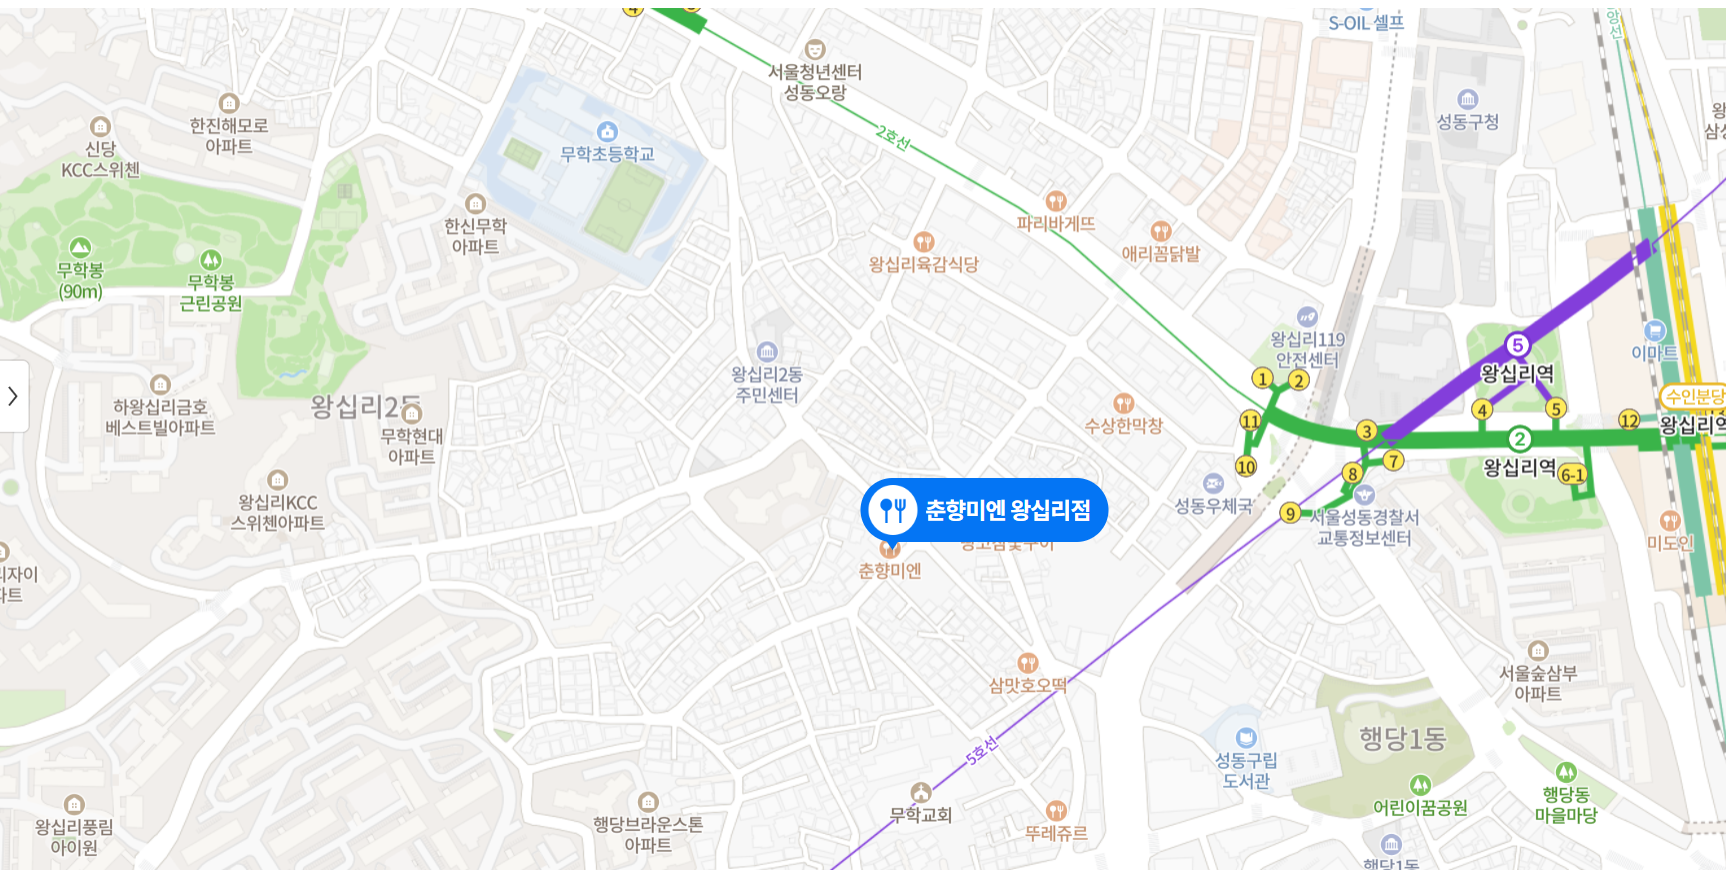 4
S-OIL 셀프
서울청년센터
성동오랑
한진해모로
아파트
신당
KCC스위첸
무학초등학교
2호선
성동구청
한신무학
아파트
파리바게뜨
애리꼼닭발
왕십리육감식당
무학봉
(90m)
무학봉
근린공원
왕십리119
안전센터
5
왕십리역
이마트
왕십리2동
주민센터
1
2
수인분당
하왕십리금호
베스트빌아파트
왕십리2동
무학현대
아파트
수상한막창
11
3
4
5
12
왕십리역
2
왕십리역
10
7
8
6-1
왕십리KCC
스위첸아파트
성동우체국
9
서울성동경찰서
교통정보센터
춘향미엔 왕십리점
춘향미엔
미도인
리자이
파트
삼맛호오떡
서울숲삼부
아파트
5호선
행당1동
성동구립
도서관
왕십리풍림
아이원
행당브라운스톤
아파트
무학교회
뚜레쥬르
어린이꿈공원
행당동
마을마당
행당1동